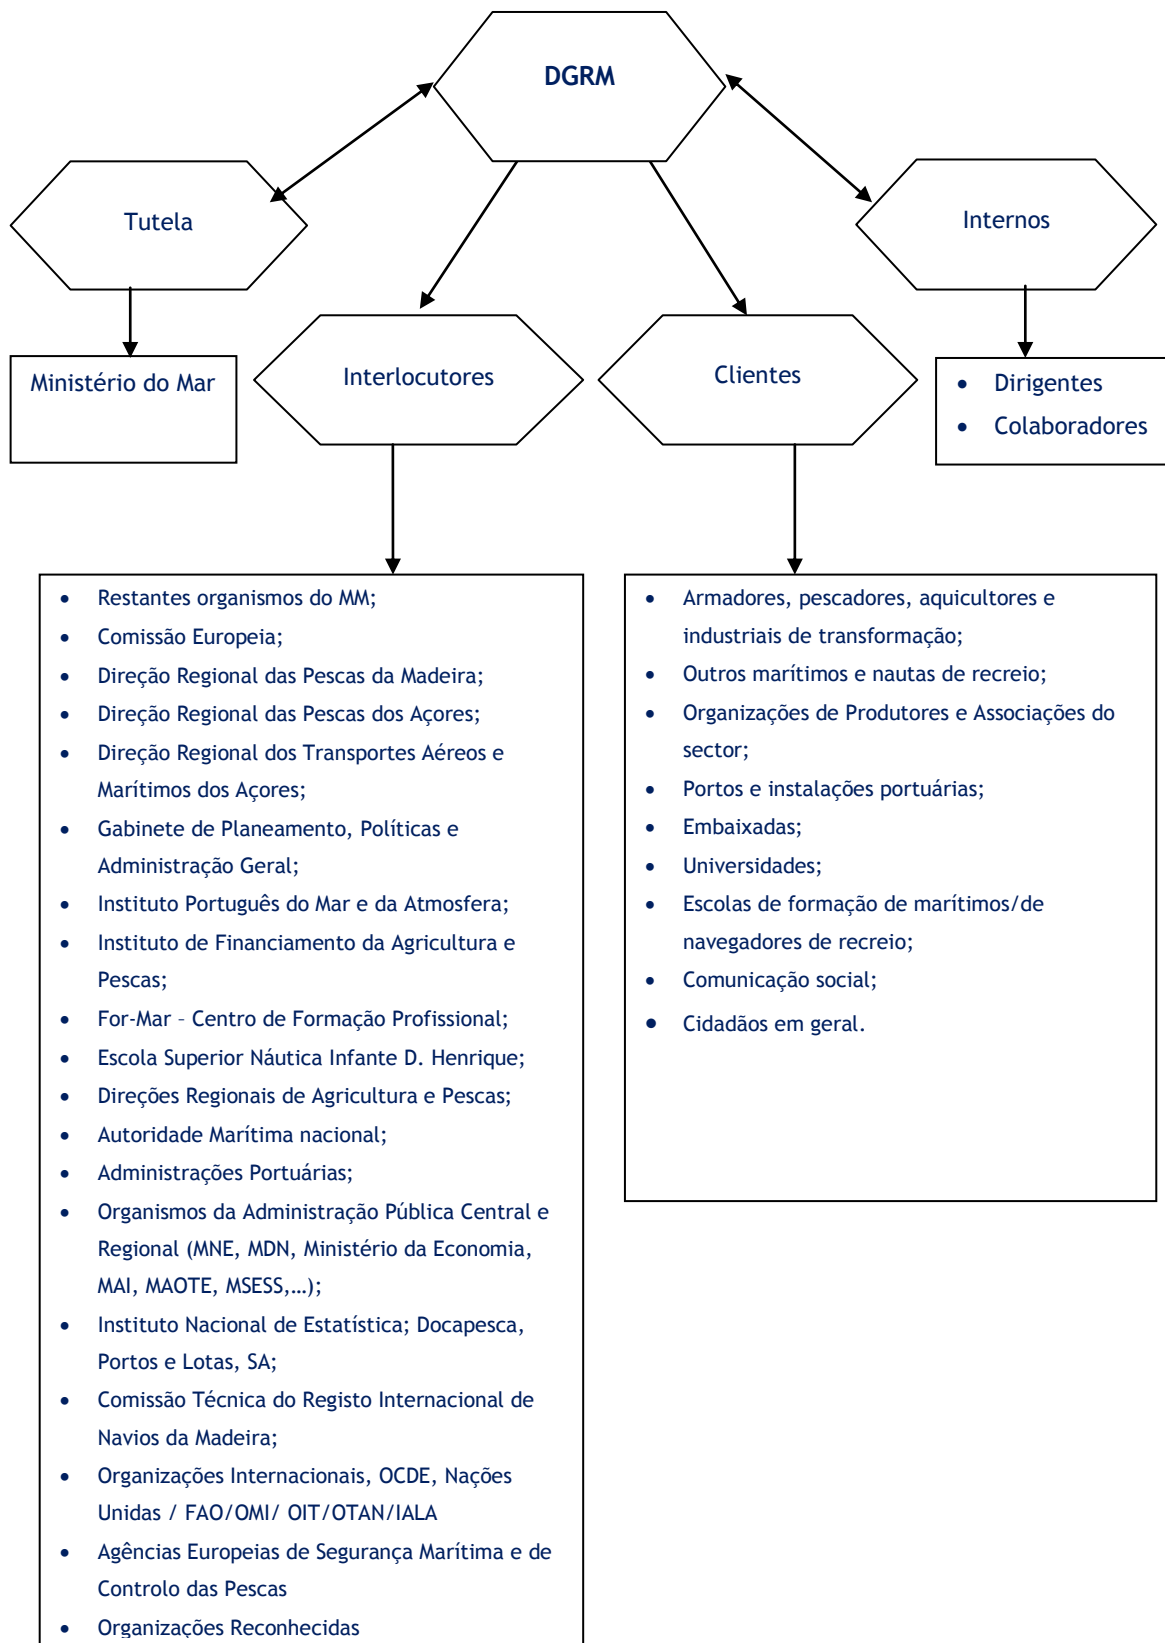 DGRM
Tutela
Internos
Interlocutores
Clientes
Ministério do Mar
• Dirigentes
• Colaboradores
• Restantes organismos do MM;
• Comissão Europeia;
• Direção Regional das Pescas da Madeira;
• Direção Regional das Pescas dos Açores;
• Direção Regional dos Transportes Aéreos e
Marítimos dos Açores;
• Gabinete de Planeamento, Políticas e
Administração Geral;
• Instituto Português do Mar e da Atmosfera;
• Instituto de Financiamento da Agricultura e
Pescas;
• For-Mar – Centro de Formação Profissional;
• Escola Superior Náutica Infante D. Henrique;
• Direções Regionais de Agricultura e Pescas;
• Autoridade Marítima nacional;
• Administrações Portuárias;
• Organismos da Administração Pública Central e
Regional (MNE, MDN, Ministério da Economia,
MAI, MAOTE, MSESS,…);
• Instituto Nacional de Estatística; Docapesca,
Portos e Lotas, SA;
• Comissão Técnica do Registo Internacional de
Navios da Madeira;
• Organizações Internacionais, OCDE, Nações
Unidas / FAO/OMI/ OIT/OTAN/IALA
• Agências Europeias de Segurança Marítima e de
Controlo das Pescas
• Organizações Reconhecidas
• Armadores, pescadores, aquicultores e
industriais de transformação;
• Outros marítimos e nautas de recreio;
• Organizações de Produtores e Associações do
sector;
• Portos e instalações portuárias;
• Embaixadas;
• Universidades;
• Escolas de formação de marítimos/de
navegadores de recreio;
• Comunicação social;
• Cidadãos em geral.